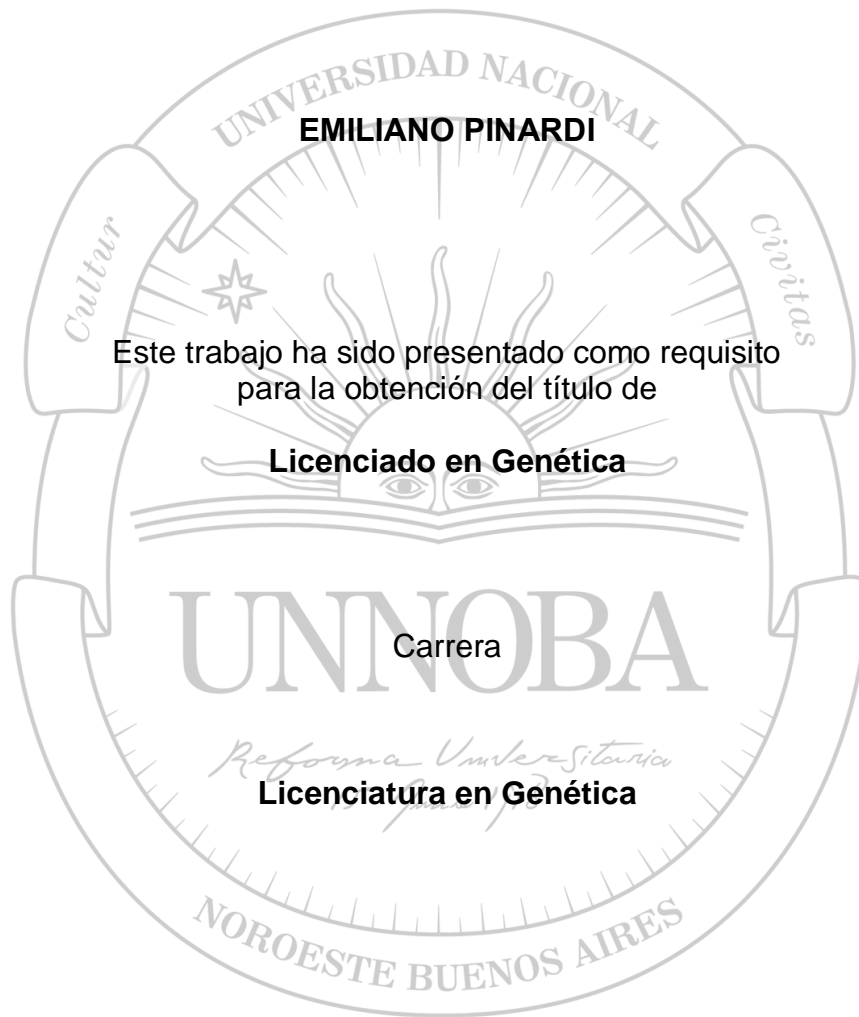 UNIVERSIDAD NACIONAL
EMILIANO PINARDI
Cultur
Civitas
Este trabajo ha sido presentado como requisito
para la obtención del título de
Licenciado en Genética
UNNOBA
Carrera
Reforma Universitaria
Licenciatura en Genética
NOROESTE BUENOS AIRES